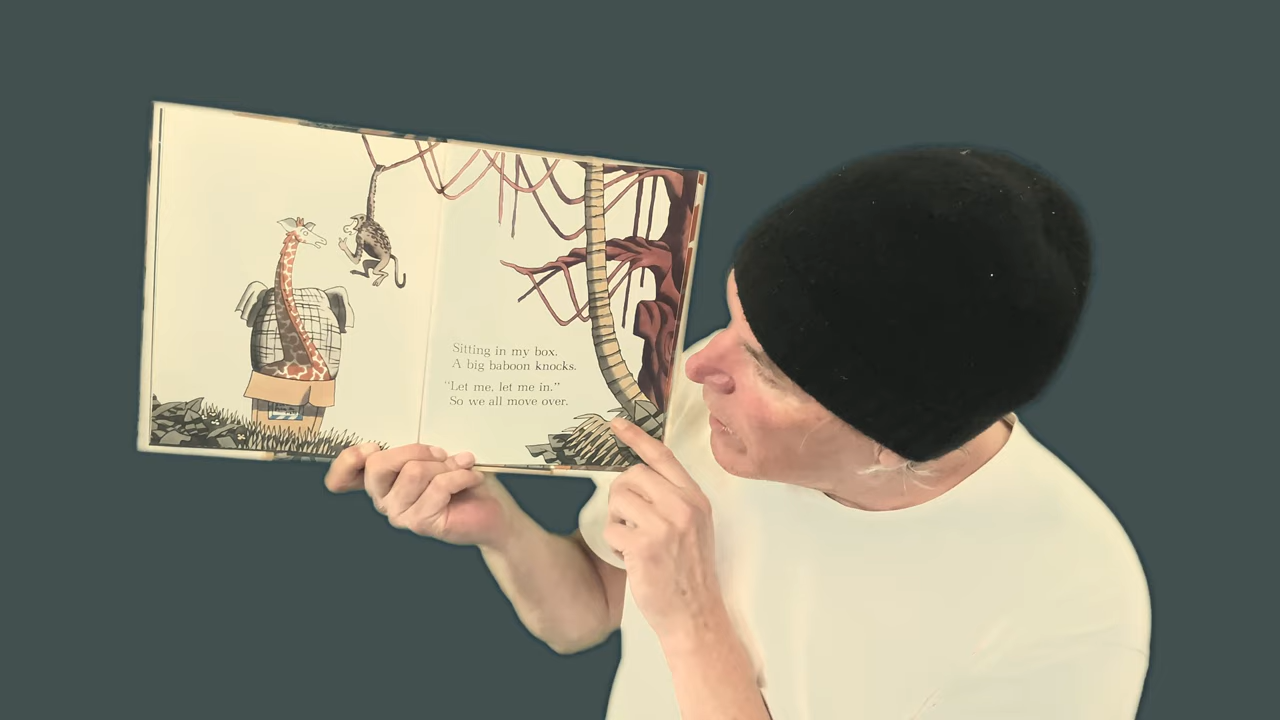 Sitting in my box.
A big baboon knocks.
"Let me, let me in."
So we all move over.